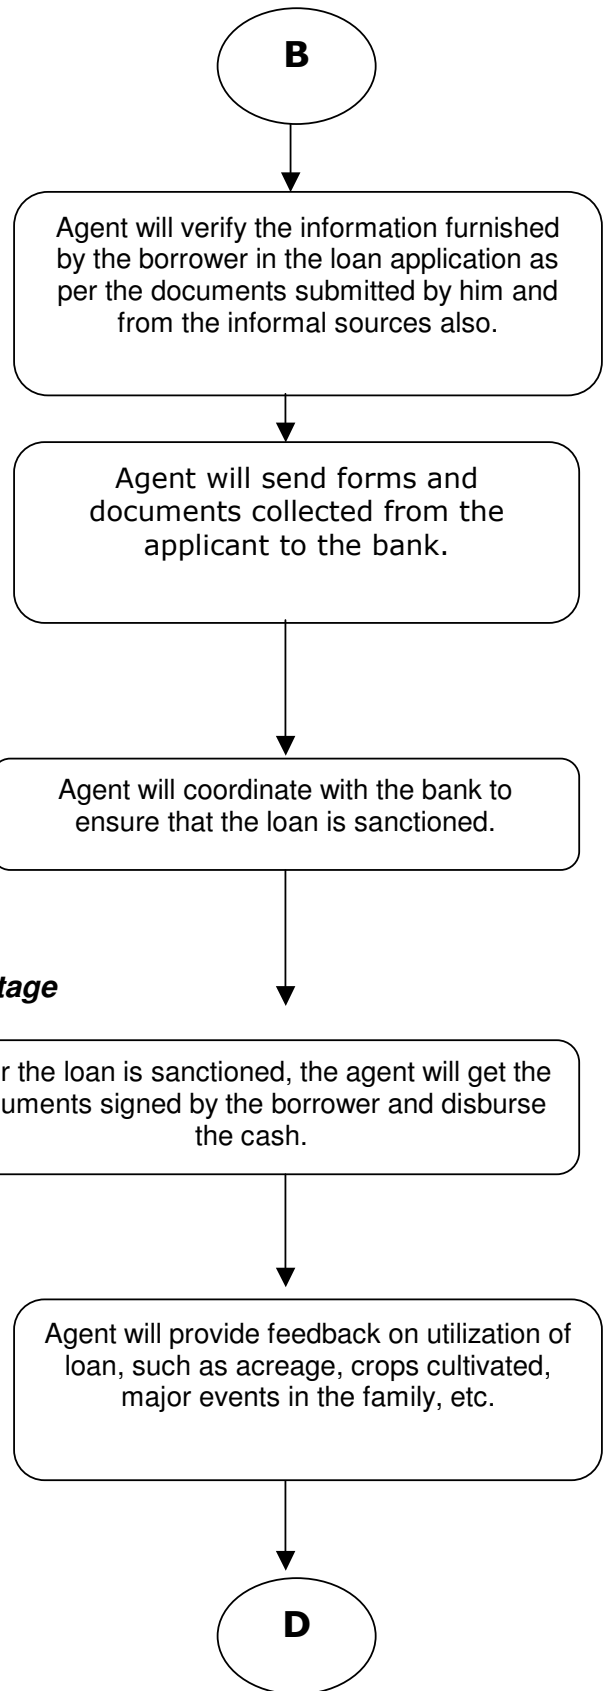 B
Agent will verify the information furnished
by the borrower in the loan application as
per the documents submitted by him and
from the informal sources also.
Agent will send forms and
documents collected from the
applicant to the bank.
Agent will coordinate with the bank to
ensure that the loan is sanctioned.
tage
r the loan is sanctioned, the agent will get the
uments signed by the borrower and disburse
the cash.
Agent will provide feedback on utilization of
loan, such as acreage, crops cultivated,
major events in the family, etc.
D